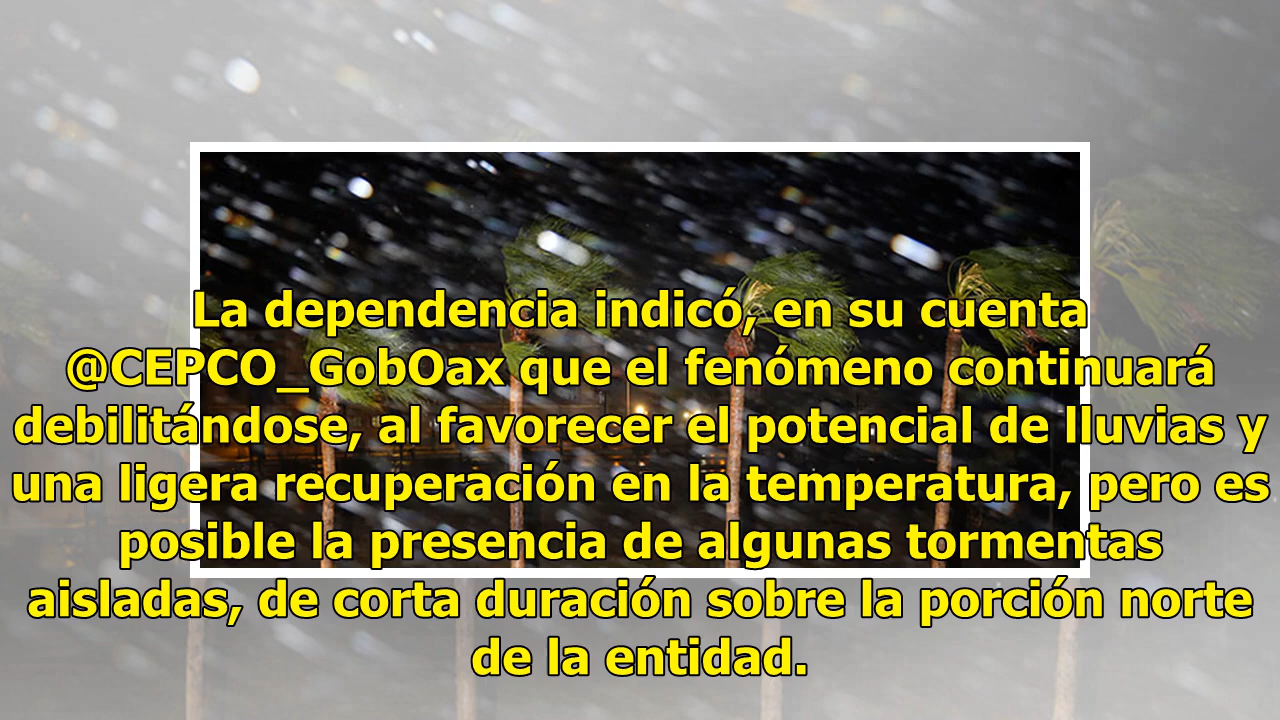 La dependencia indicó, en su cuenta
@CEPCO_GobOax que el fenómeno continuará
debilitándose, al favorecer el potencial de lluvias y
una ligera recuperación en la temperatura, pero es
posible la presencia de algunas tormentas
aisladas, de corta duración sobre la porción norte
de la entidad.